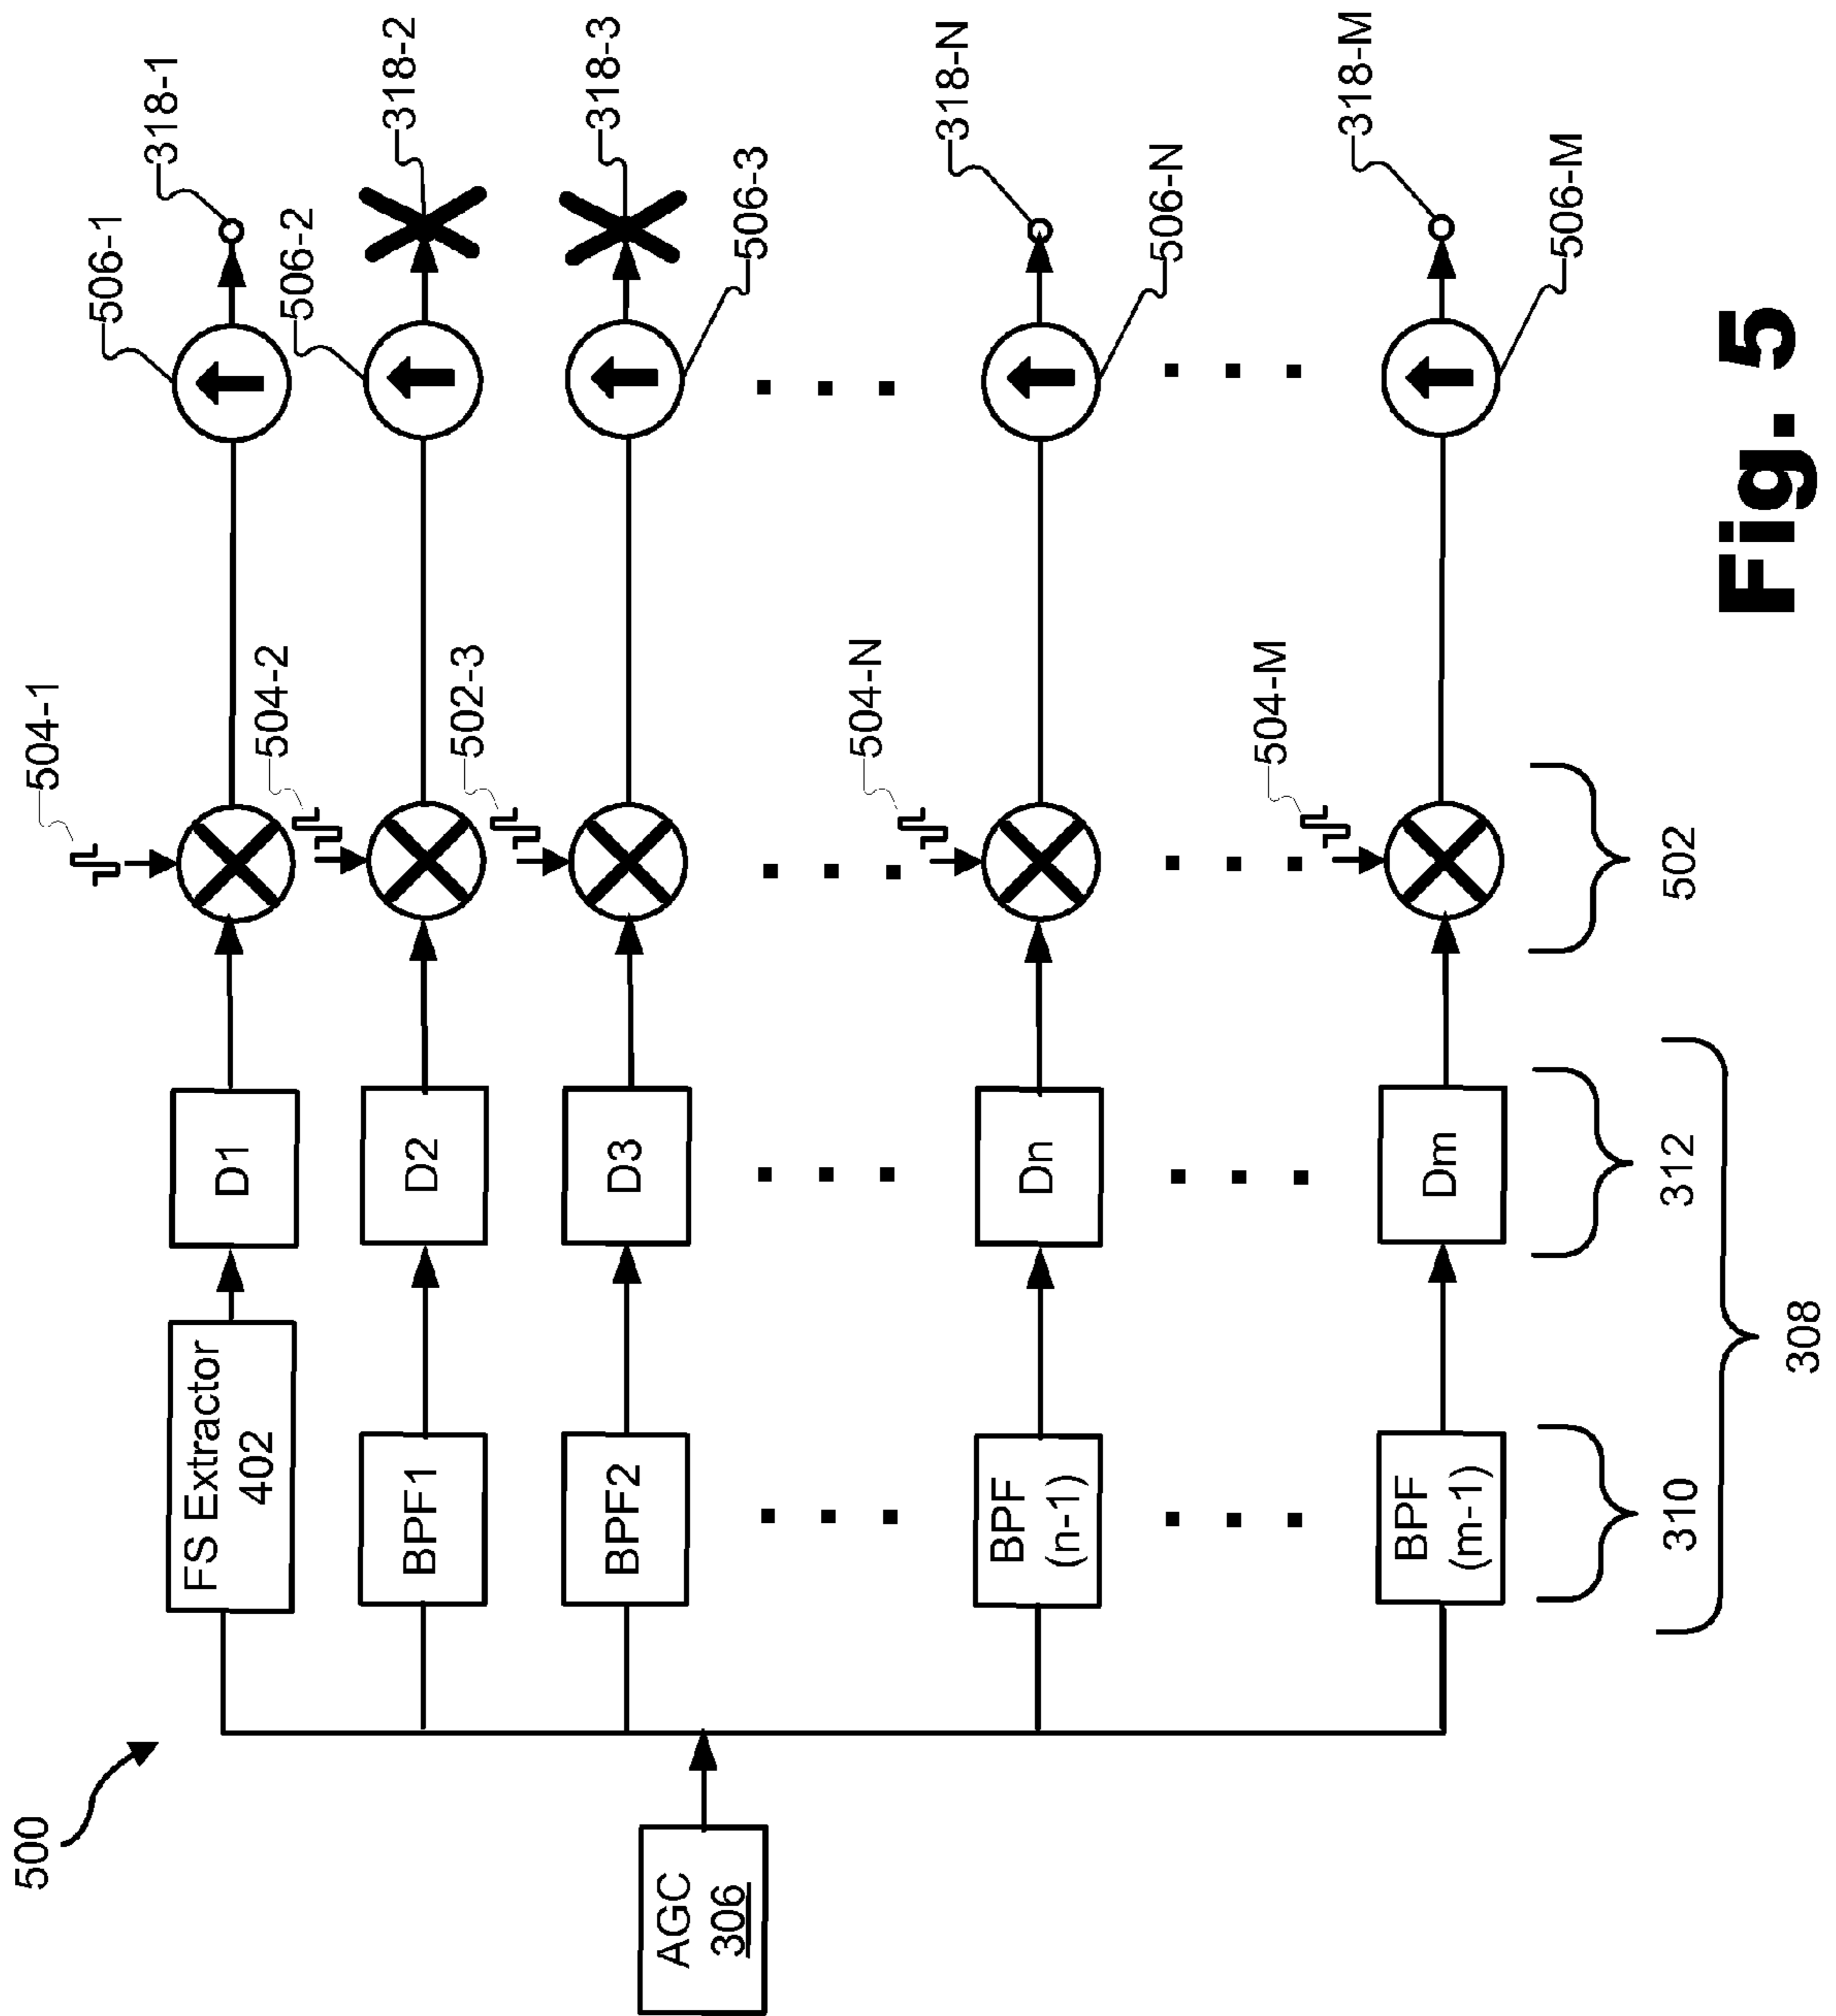 500
AGC
306
FS Extractor
402
D1
504-1
506-1
318-1
BPF1
D2
504-2
506-2
318-2
BPF2
D3
502-3
506-3
318-3
BPF
(n-1)
Dn
504-N
506-N
318-N
BPF
(m-1)
Dm
504-M
506-M
318-M
310
312
502
308
Fig. 5